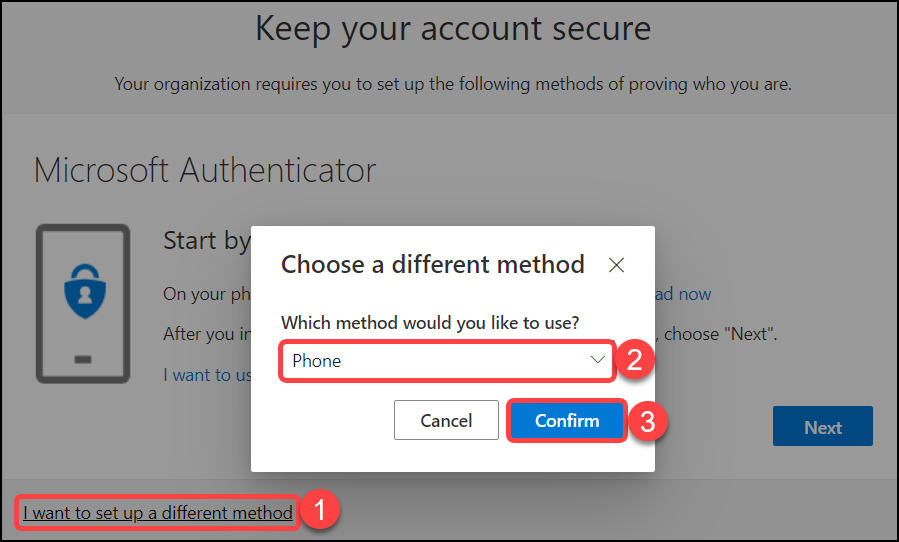 Keep your account secure
Your organization requires you to set up the following methods of proving who you are.
Microsoft Authenticator
Start by
Choose a different method
On your ph
ad now
Which method would you like to use?
After you in
, choose "Next".
Phone
2
I want to us
Cancel
Confirm
3
Next
I want to set up a different method
1